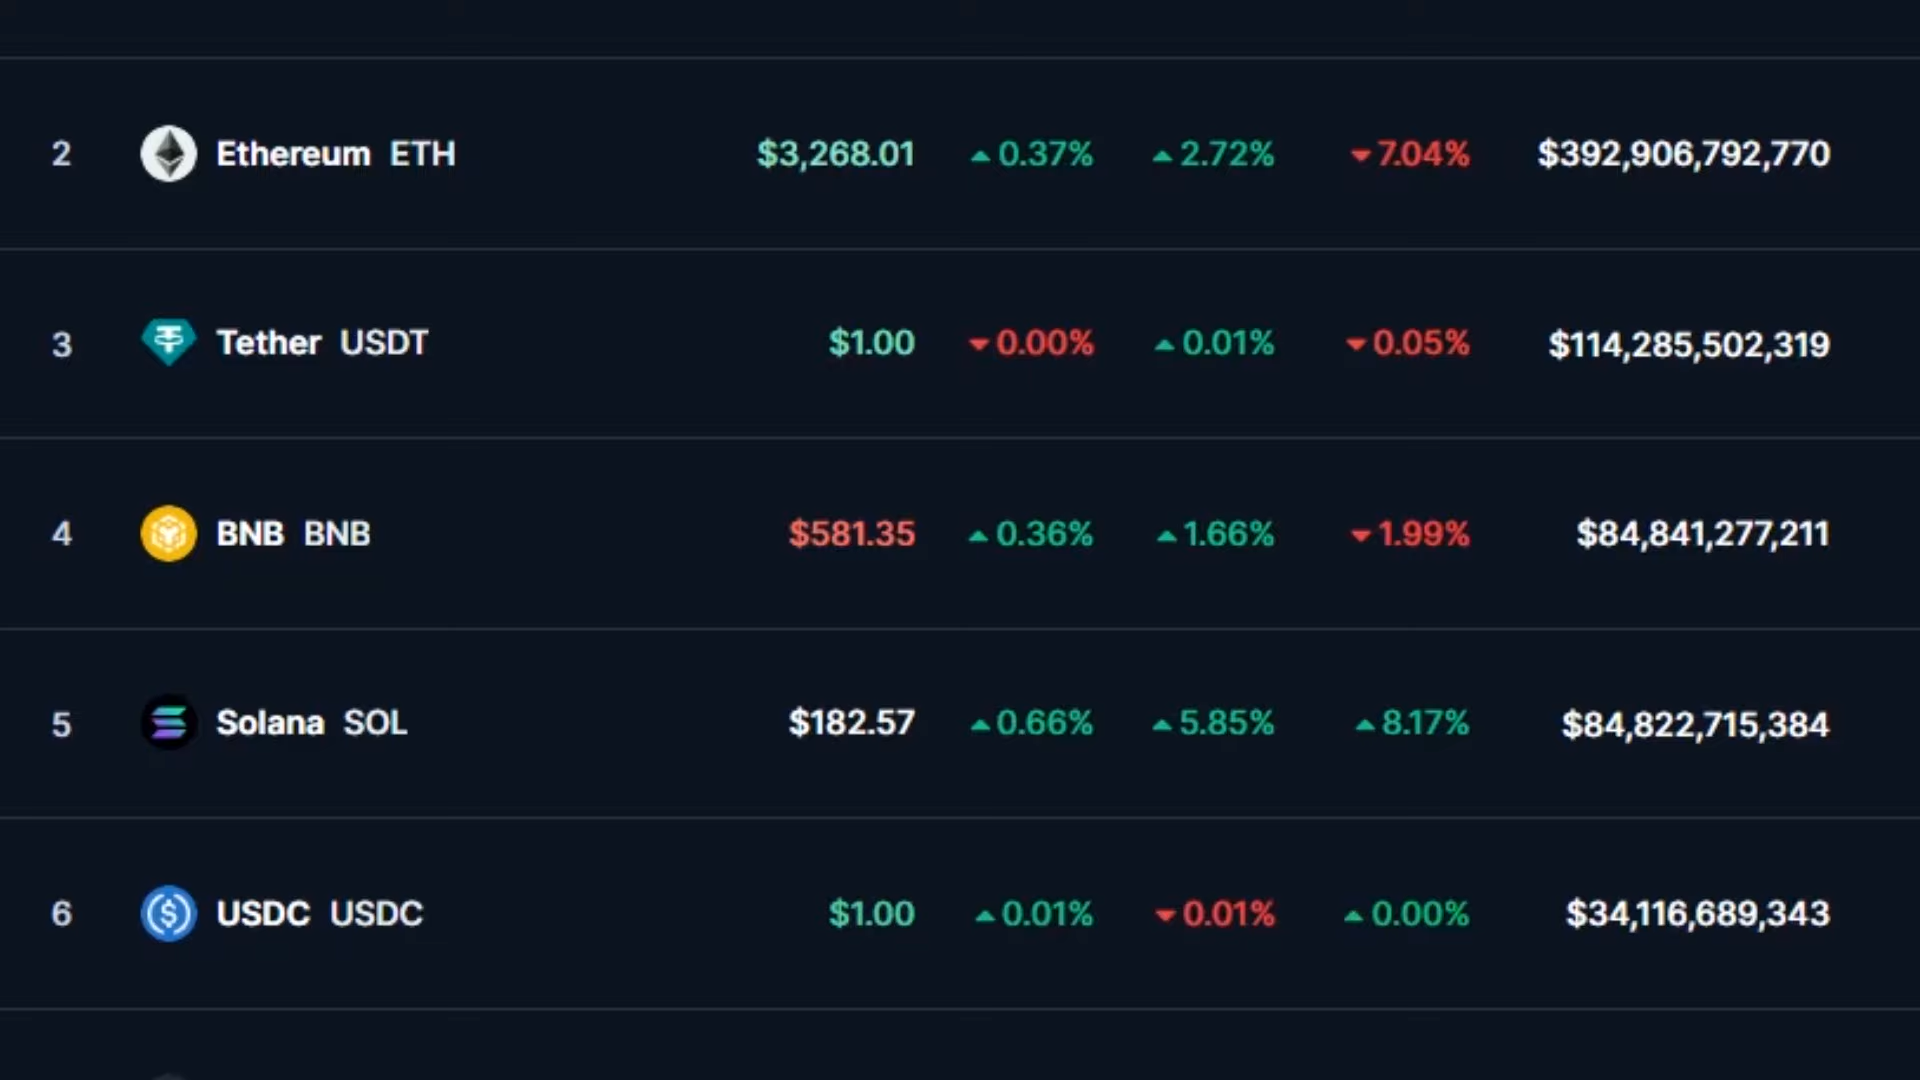 2 Ethereum ETH $3,268.01 ▲ 0.37% ▲ 2.72% ▼ 7.04% $392,906,792,770
3 Tether USDT $1.00 ▼ 0.00% ▲ 0.01% ▼ 0.05% $114,285,502,319
4 BNB BNB $581.35 ▲ 0.36% ▲ 1.66% ▼ 1.99% $84,841,277,211
5 Solana SOL $182.57 ▲ 0.66% ▲ 5.85% ▲ 8.17% $84,822,715,384
6 USDC USDC $1.00 ▲ 0.01% ▼ 0.01% ▲ 0.00% $34,116,689,343